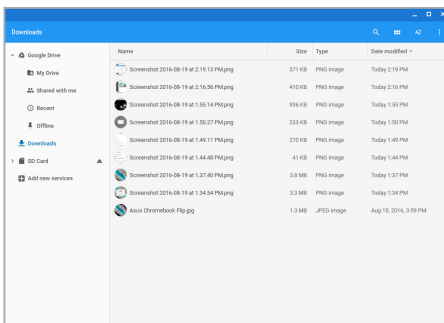 Downloads
Google Drive
My Drive
Shared with me
Recent
Offline
Downloads
SD Card
Add new services
Name Size Type Date modified
Screenshot 2016-08-19 at 2.19.13 PM.png 371 KB PNG image Today 2:19 PM
Screenshot 2016-08-19 at 2.16.56 PM.png 410 KB PNG image Today 2:16 PM
Screenshot 2016-08-19 at 1.55.14 PM.png 936 KB PNG image Today 1:55 PM
Screenshot 2016-08-19 at 1.50.27 PM.png 233 KB PNG image Today 1:50 PM
Screenshot 2016-08-19 at 1.49.11 PM.png 270 KB PNG image Today 1:49 PM
Screenshot 2016-08-19 at 1.44.48 PM.png 41 KB PNG image Today 1:44 PM
Screenshot 2016-08-19 at 1.37.40 PM.png 3.8 MB PNG image Today 1:37 PM
Screenshot 2016-08-19 at 1.34.54 PM.png 3.3 MB PNG image Today 1:34 PM
Asus Chromebook Flip.jpg 1.3 MB JPEG image Aug 15, 2016, 3:59 PM